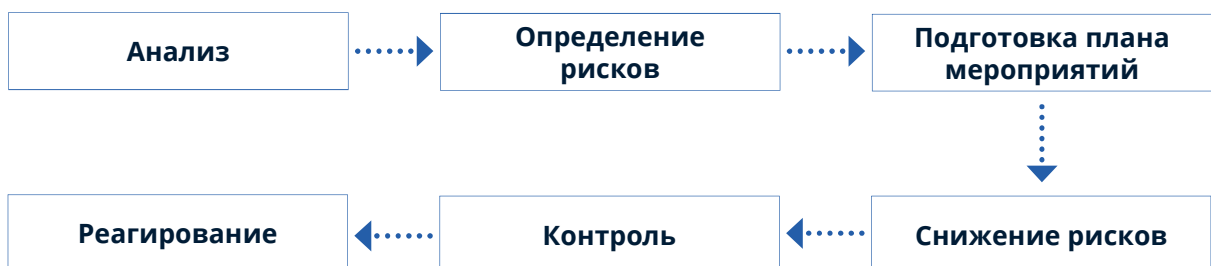 Анализ
Определение
рисков
Подготовка плана
мероприятий
Снижение рисков
Контроль
Реагирование